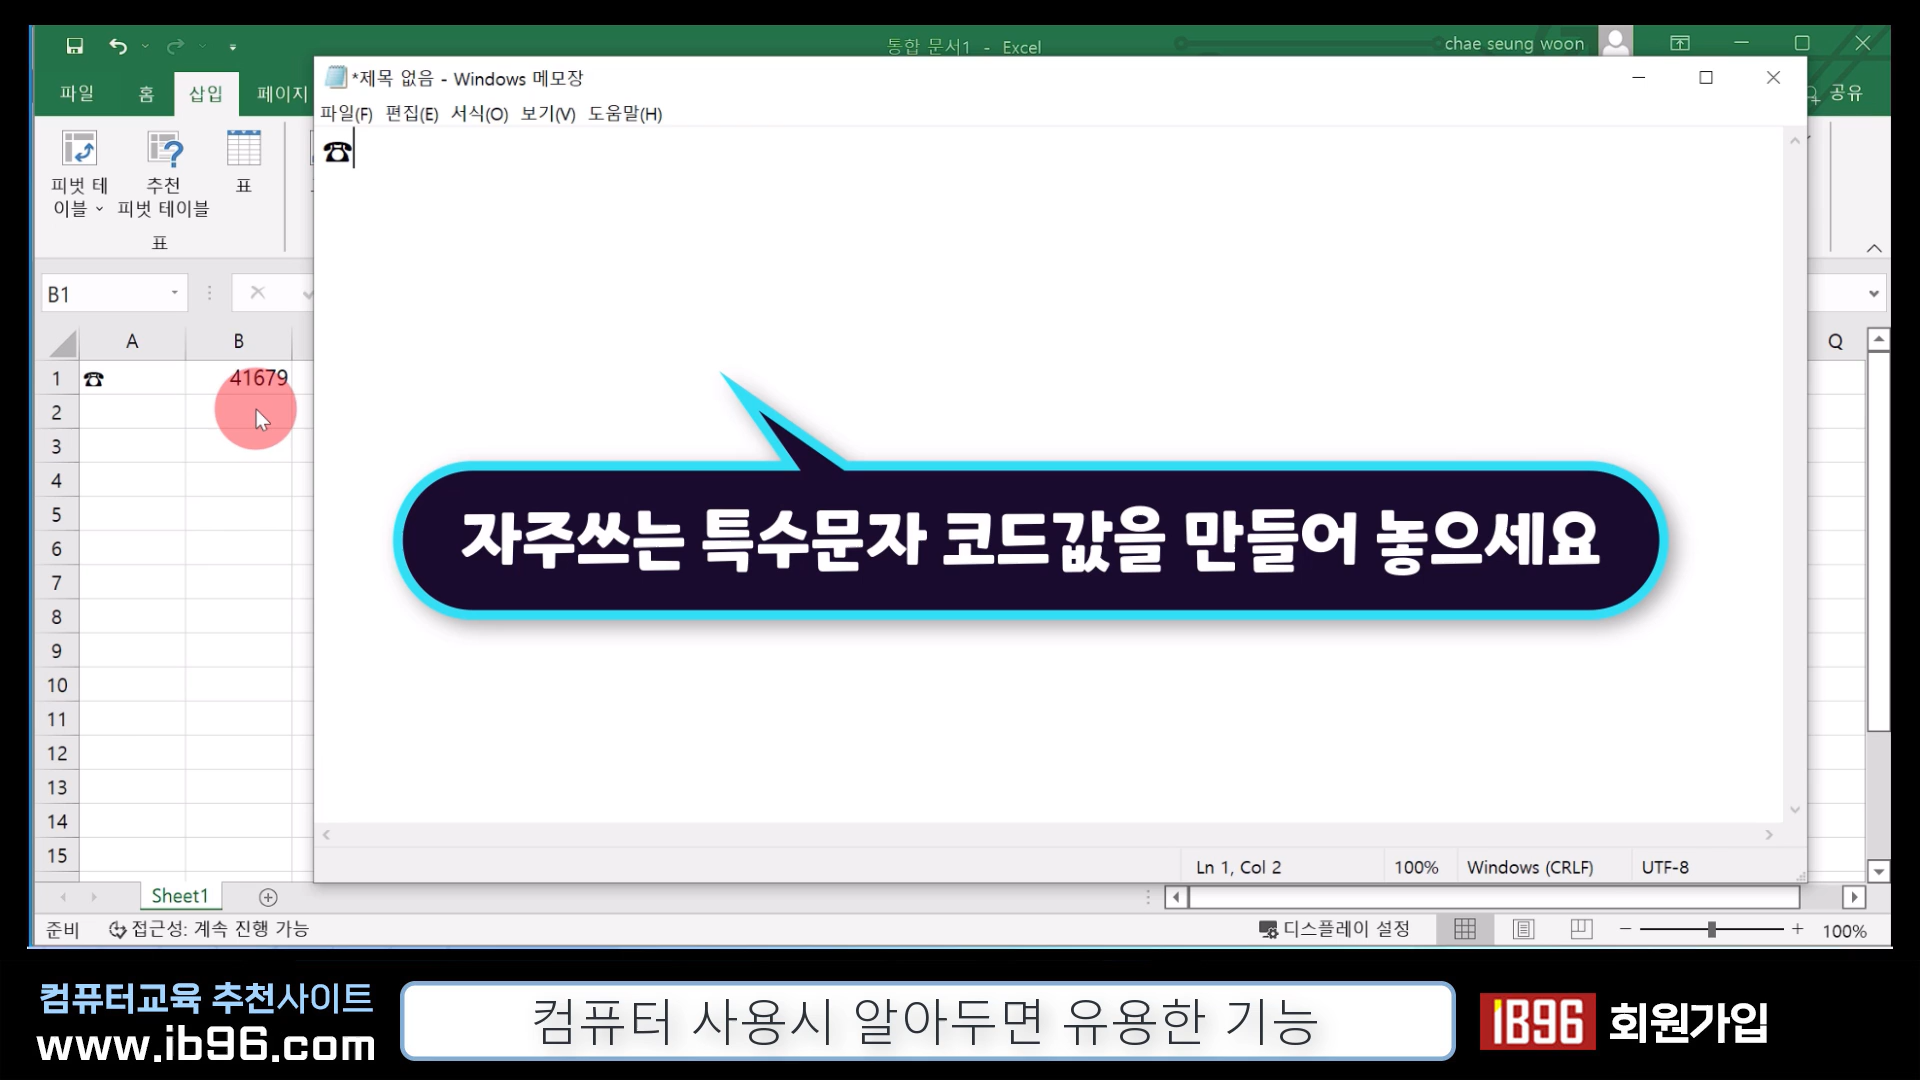 통합 문서1 - Excel
chae seung woon
파일 홈 삽입 페이지
공유
*제목 없음 - Windows 메모장
파일(F) 편집(E) 서식(O) 보기(V) 도움말(H)
☎
피벗 테
이블
추천
피벗 테이블
표
표
B1
A B Q
1 ☎ 41679
2
3
4
5
6
7
8
9
10
11
12
13
14
15
자주쓰는 특수문자 코드값을 만들어 놓으세요
Ln 1, Col 2 100% Windows (CRLF) UTF-8
Sheet1
준비 접근성: 계속 진행 가능 디스플레이 설정 100%
컴퓨터교육 추천사이트
www.ib96.com
컴퓨터 사용시 알아두면 유용한 기능
IB96 회원가입